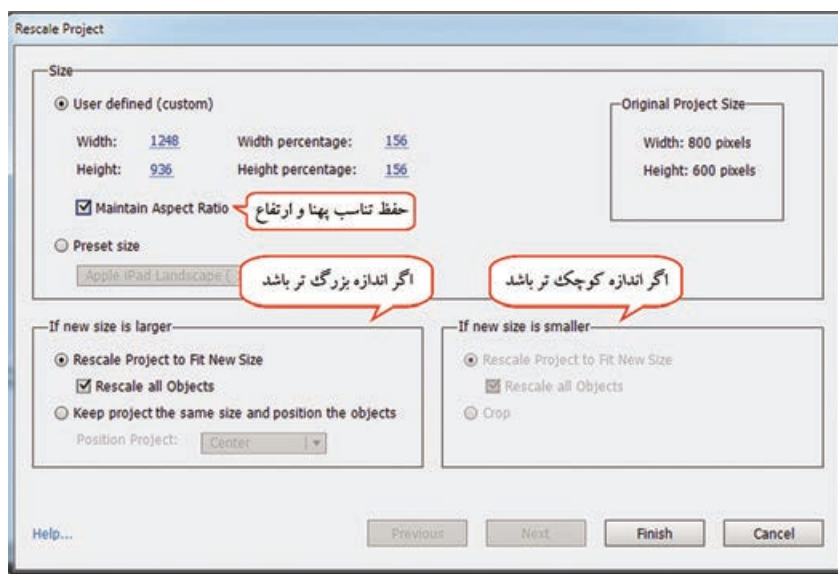 Rescale Project
Size
User defined (custom)
Original Project Size
Width: 1248 Width percentage: 156
Width: 800 pixels
Height: 936 Height percentage: 156
Height: 600 pixels
Maintain Aspect Ratio
حفظ تناسب پهنا و ارتفاع
Preset size
Apple iPad Landscape (
اگر اندازه بزرگ تر باشد
اگر اندازه کوچک تر باشد
If new size is larger
Rescale Project to Fit New Size
Rescale all Objects
Keep project the same size and position the objects
Position Project: Center
If new size is smaller
Rescale Project to Fit New Size
Rescale all Objects
Crop
Help...
Previous
Next
Finish
Cancel